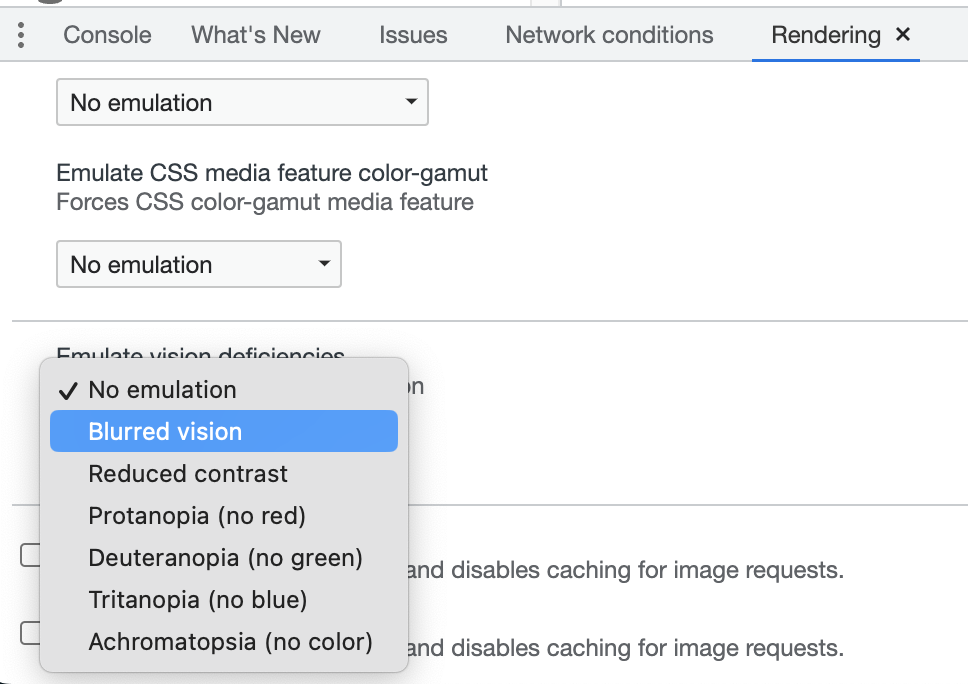 Console What's New Issues Network conditions Rendering ×
No emulation
Emulate CSS media feature color-gamut
Forces CSS color-gamut media feature
No emulation
Emulate vision deficiencies
✓ No emulation
Blurred vision
Reduced contrast
Protanopia (no red)
Deuteranopia (no green)
and disables caching for image requests.
Tritanopia (no blue)
Achromatopsia (no color)
and disables caching for image requests.